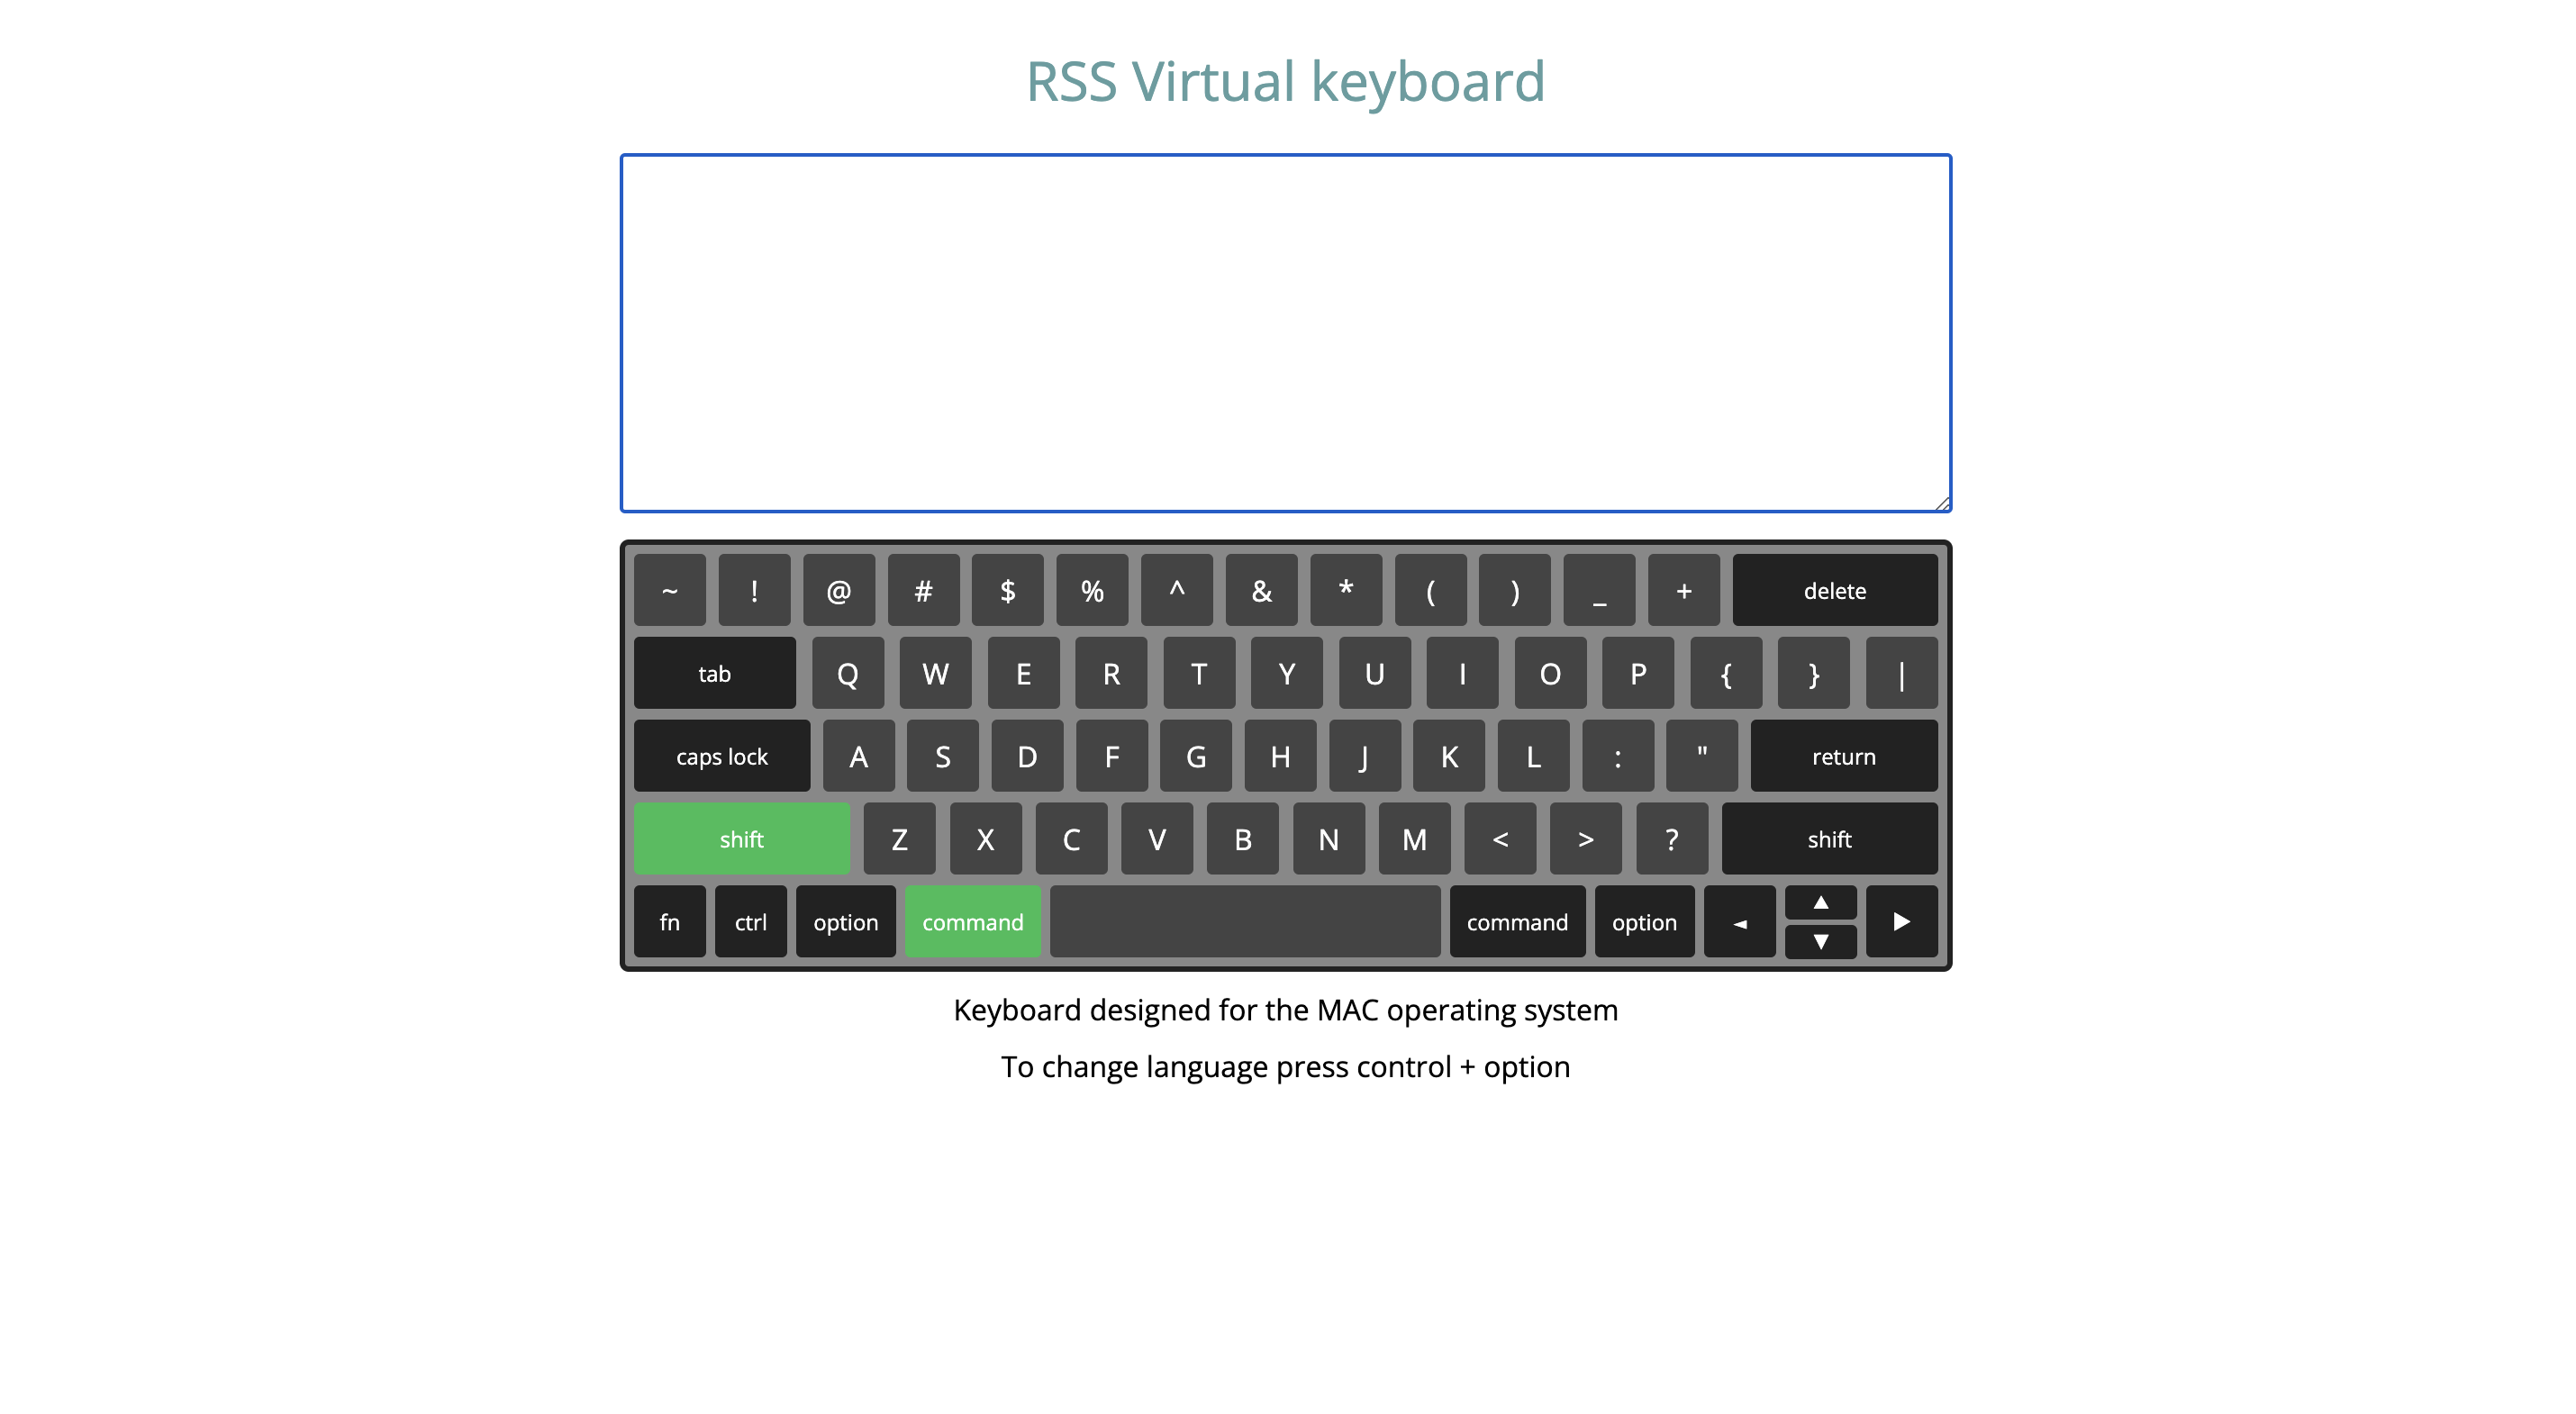 RSS Virtual keyboard
~ ! @ # $ % ^ & * ( ) _ + delete
tab Q W E R T Y U I O P { } |
caps lock A S D F G H J K L : " return
shift Z X C V B N M < > ? shift
fn ctrl option command command option ◄ ▲ ▼ ►
Keyboard designed for the MAC operating system
To change language press control + option